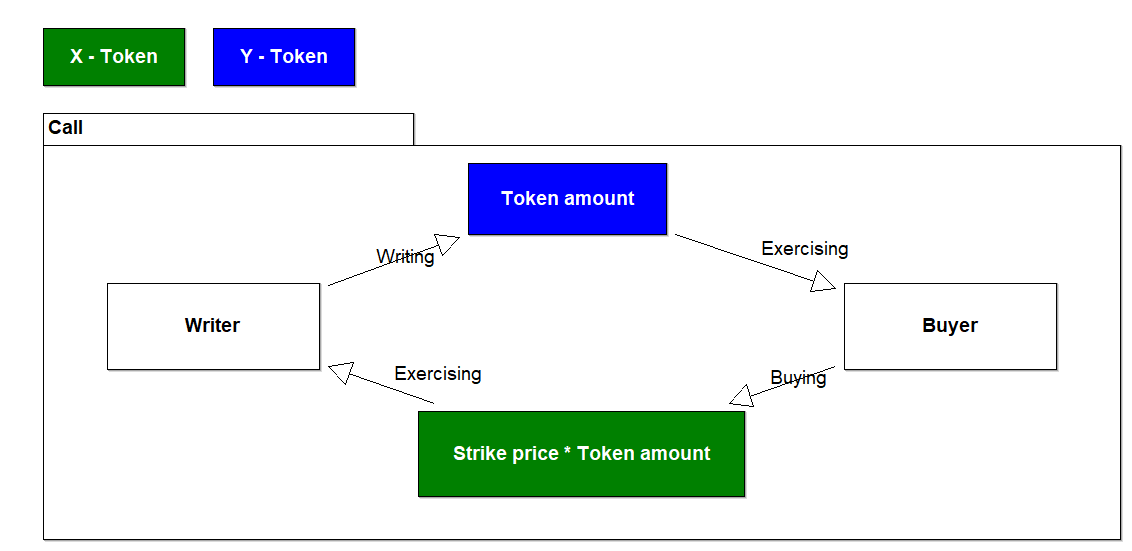 X - Token
Y - Token
Call
Token amount
Writing
Exercising
Writer
Buyer
Exercising
Buying
Strike price * Token amount